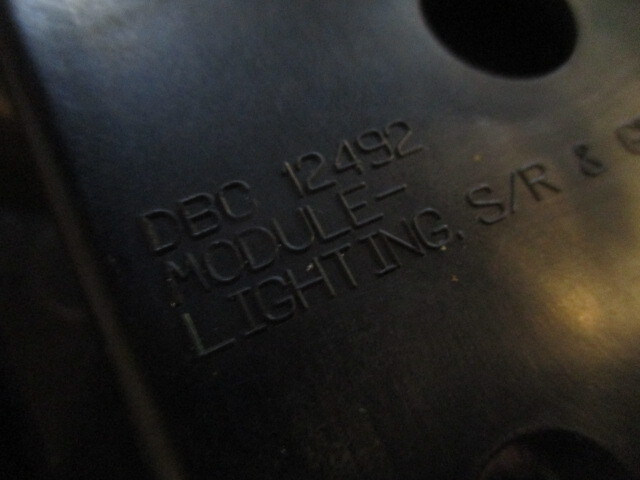 DBC 12492
MODULE-
LIGHTING, S/R &